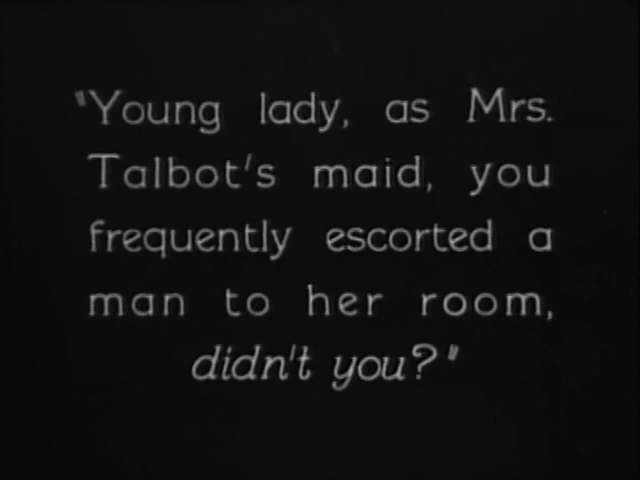 "Young lady, as Mrs.
Talbot's maid, you
frequently escorted a
man to her room,
didn't you?"